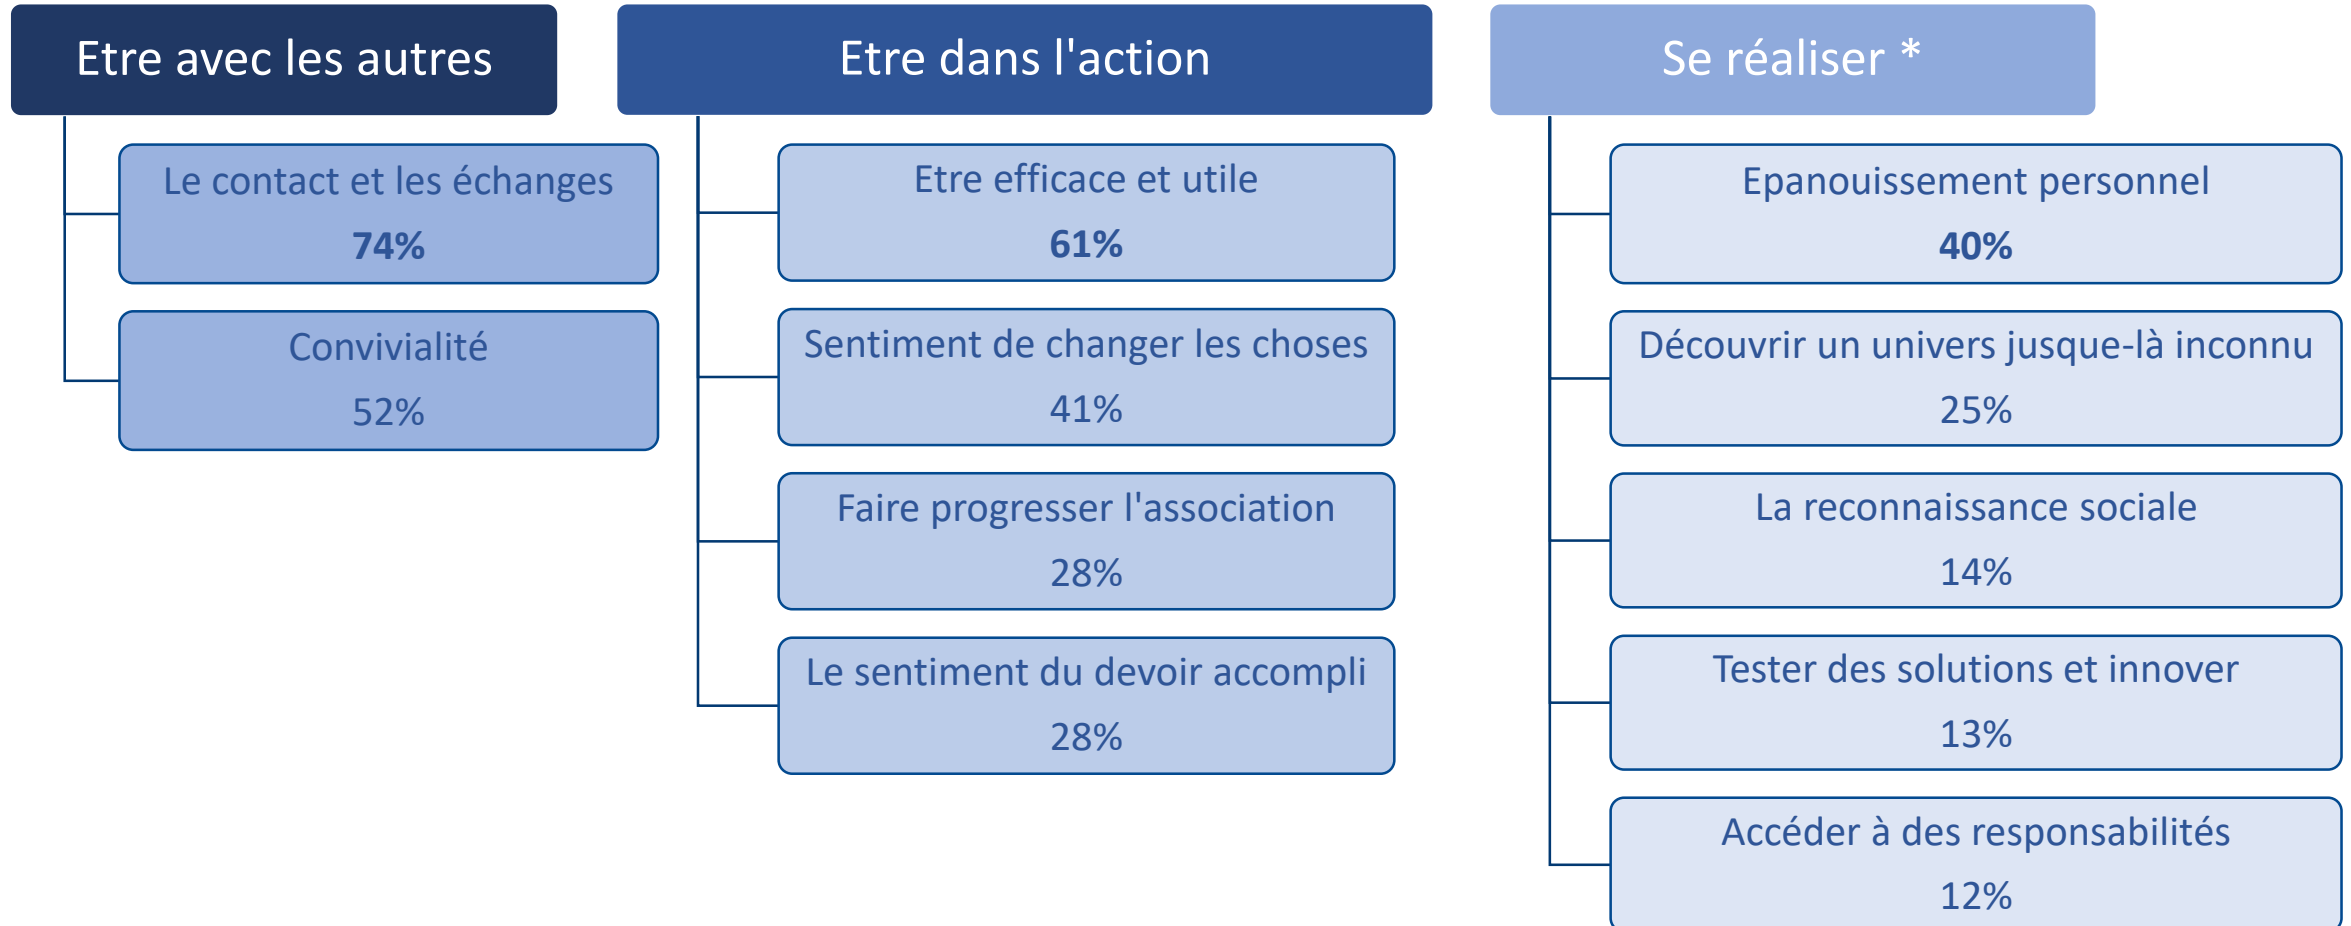 Etre avec les autres
Le contact et les échanges
74%
Convivialité
52%
Etre dans l'action
Etre efficace et utile
61%
Sentiment de changer les choses
41%
Faire progresser l'association
28%
Le sentiment du devoir accompli
28%
Se réaliser *
Epanouissement personnel
40%
Découvrir un univers jusque-là inconnu
25%
La reconnaissance sociale
14%
Tester des solutions et innover
13%
Accéder à des responsabilités
12%